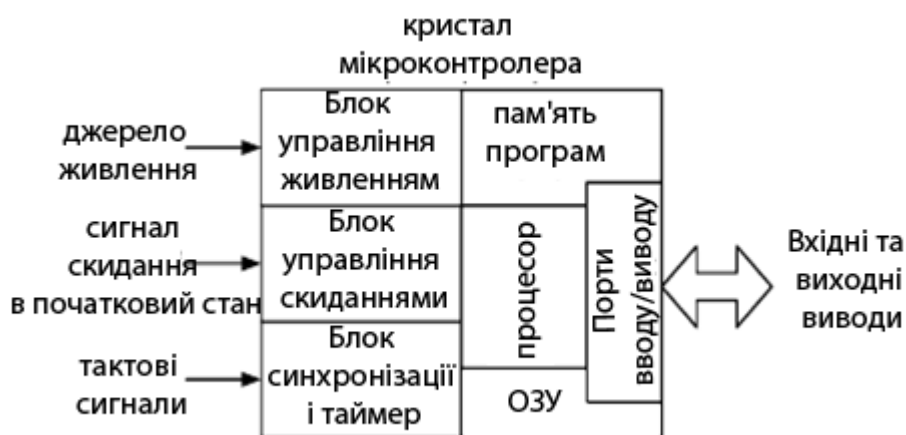 кристал
мікроконтролера
джерело
живлення
Блок
управління
живленням
пам'ять
програм
сигнал
скидання
в початковий стан
Блок
управління
скиданнями
процесор
Порти
вводу/виводу
Вхідні та
виходні
виводи
тактові
сигнали
Блок
синхронізації
і таймер
ОЗУ